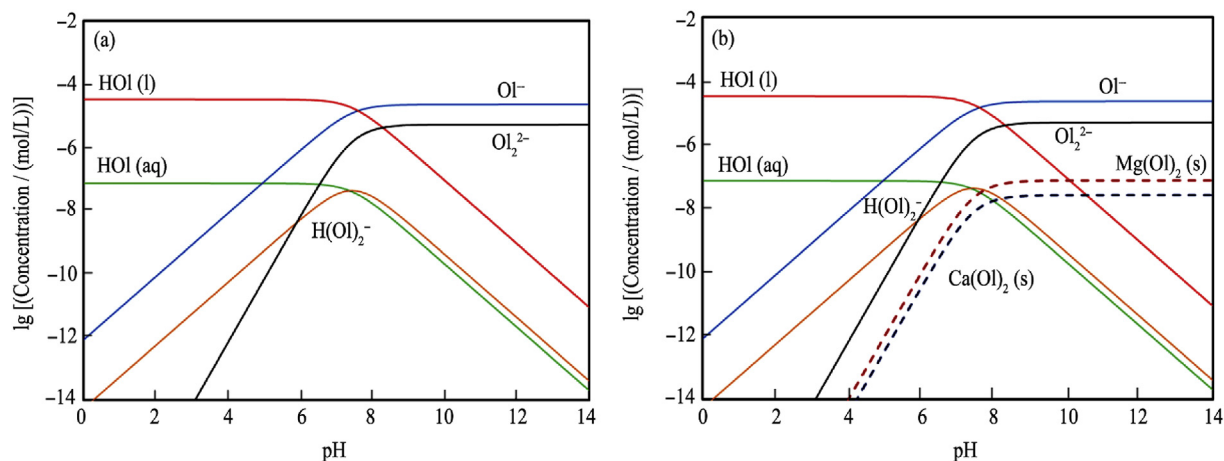 (a)
lg [(Concentration / (mol/L))]
−2
−4
−6
−8
−10
−12
−14
HOl (l)
Ol⁻
Ol₂²⁻
HOl (aq)
H(Ol)₂⁻
0 2 4 6 8 10 12 14
pH
(b)
lg [(Concentration / (mol/L))]
−2
−4
−6
−8
−10
−12
−14
HOl (l)
Ol⁻
Ol₂²⁻
HOl (aq)
Mg(Ol)₂ (s)
H(Ol)₂⁻
Ca(Ol)₂ (s)
0 2 4 6 8 10 12 14
pH